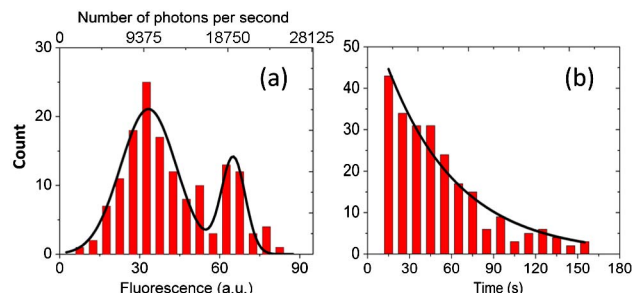 Number of photons per second
0 9375 18750 28125
30
20
10
0
Count
(a)
0 30 60 90
Fluorescence (a.u.)
50
40
30
20
10
0
(b)
0 30 60 90 120 150 180
Time (s)